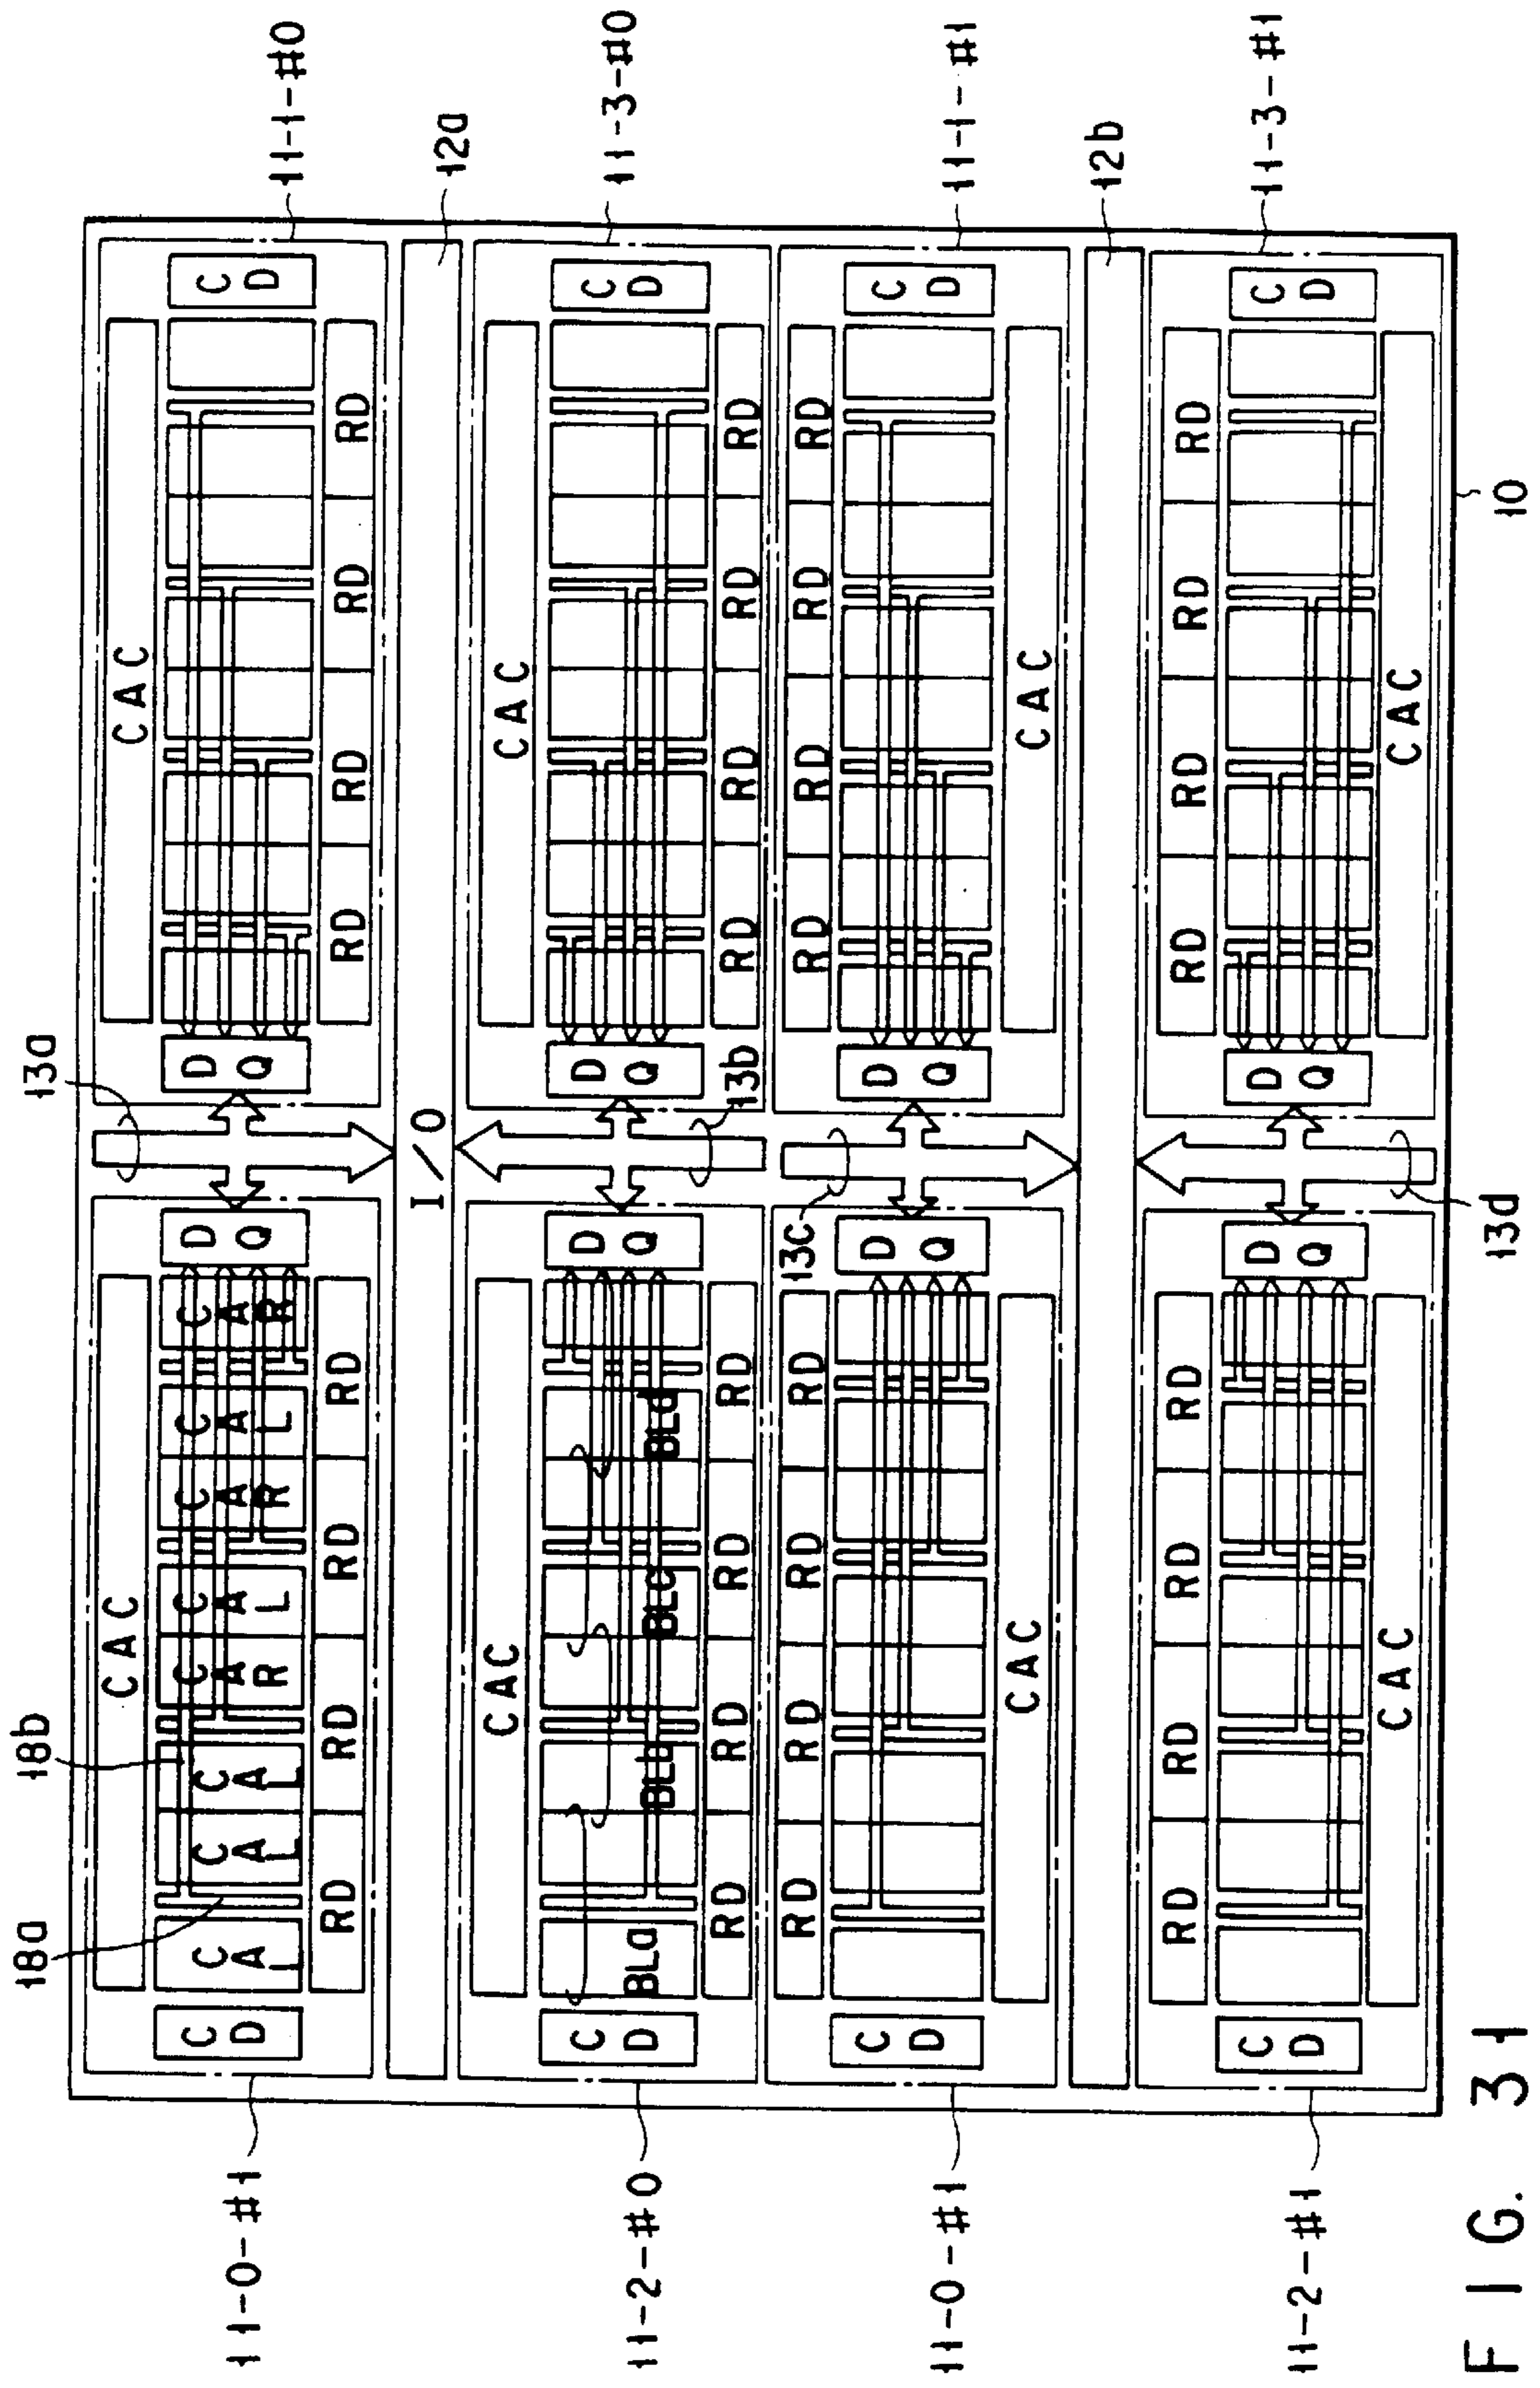 18a 18b 13a
CAC CAC
CD CAL CAL CAL CAR CAL CAR CAL CAR DQ DQ CD
11-0-#1 11-1-#0
RD RD RD RD RD RD RD RD
I/O 12a
CAC CAC
CD DQ DQ CD
BLa BLb BLc BLd
11-2-#0 11-3-#0
RD RD RD RD RD RD RD RD
13b
13c
RD RD RD RD RD RD RD RD
CD DQ DQ CD
11-0-#1 11-1-#1
CAC CAC
12b
RD RD RD RD RD RD RD RD
CD DQ DQ CD
11-2-#1 11-3-#1
CAC CAC
13d 10
FIG. 31